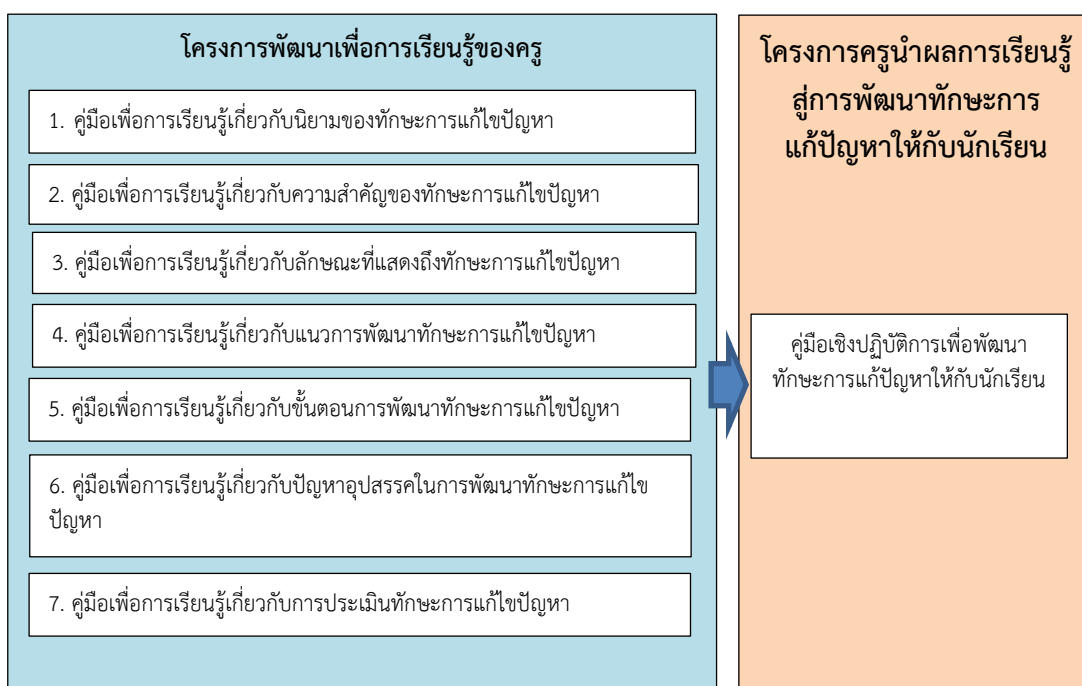 โครงการพัฒนาเพื่อการเรียนรู้ของครู
1. คู่มือเพื่อการเรียนรู้เกี่ยวกับนิยามของทักษะการแก้ไขปัญหา
2. คู่มือเพื่อการเรียนรู้เกี่ยวกับความสำคัญของทักษะการแก้ไขปัญหา
3. คู่มือเพื่อการเรียนรู้เกี่ยวกับลักษณะที่แสดงถึงทักษะการแก้ไขปัญหา
4. คู่มือเพื่อการเรียนรู้เกี่ยวกับแนวการพัฒนาทักษะการแก้ไขปัญหา
5. คู่มือเพื่อการเรียนรู้เกี่ยวกับขั้นตอนการพัฒนาทักษะการแก้ไขปัญหา
6. คู่มือเพื่อการเรียนรู้เกี่ยวกับปัญหาอุปสรรคในการพัฒนาทักษะการแก้ไข
ปัญหา
7. คู่มือเพื่อการเรียนรู้เกี่ยวกับการประเมินทักษะการแก้ไขปัญหา
โครงการครูนำผลการเรียนรู้
สู่การพัฒนาทักษะการ
แก้ปัญหาให้กับนักเรียน
คู่มือเชิงปฏิบัติการเพื่อพัฒนา
ทักษะการแก้ปัญหาให้กับนักเรียน